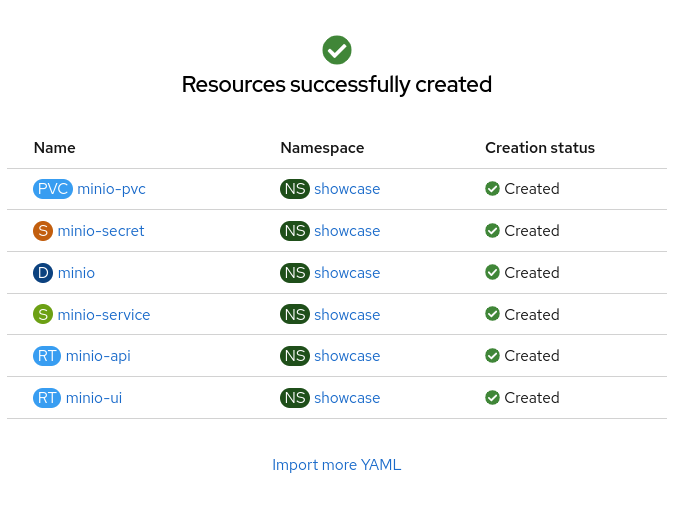 Resources successfully created
Name Namespace Creation status
PVC minio-pvc NS showcase Created
S minio-secret NS showcase Created
D minio NS showcase Created
S minio-service NS showcase Created
RT minio-api NS showcase Created
RT minio-ui NS showcase Created
Import more YAML